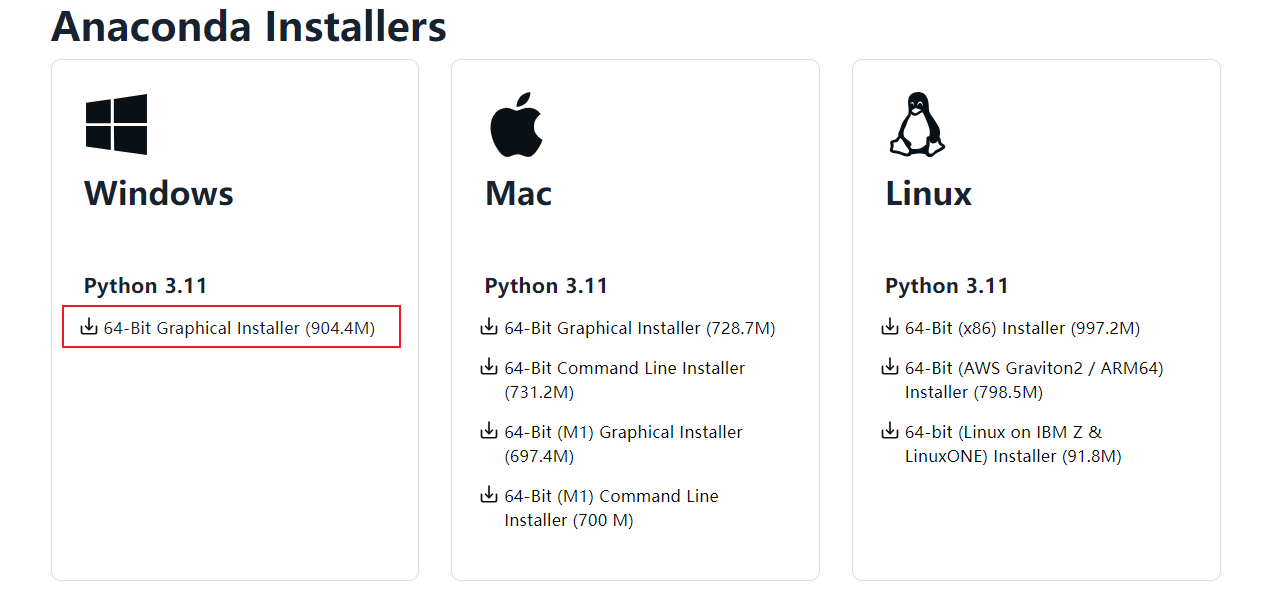 Anaconda Installers
Windows
Python 3.11
64-Bit Graphical Installer (904.4M)
Mac
Python 3.11
64-Bit Graphical Installer (728.7M)
64-Bit Command Line Installer
(731.2M)
64-Bit (M1) Graphical Installer
(697.4M)
64-Bit (M1) Command Line
Installer (700 M)
Linux
Python 3.11
64-Bit (x86) Installer (997.2M)
64-Bit (AWS Graviton2 / ARM64)
Installer (798.5M)
64-bit (Linux on IBM Z &
LinuxONE) Installer (91.8M)